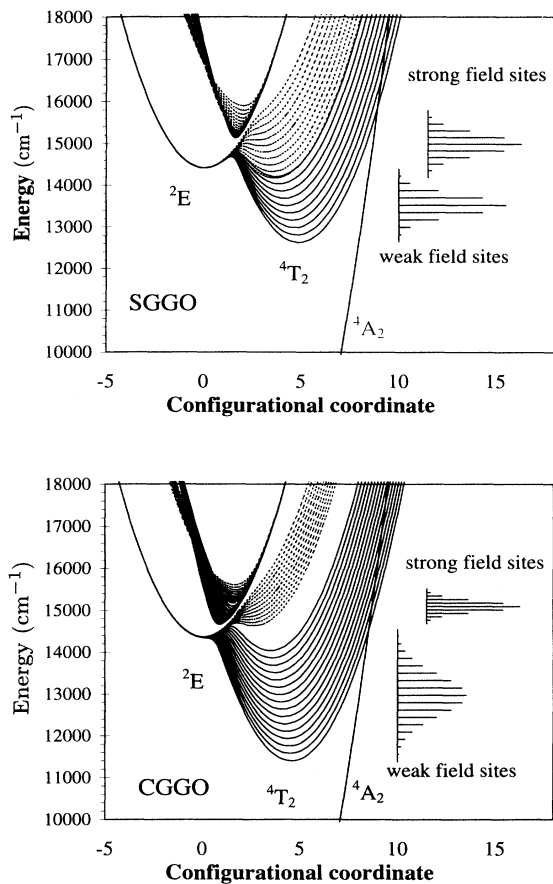 18000
17000
16000
15000
14000
13000
12000
11000
10000
Energy (cm⁻¹)
strong field sites
weak field sites
²E
⁴T₂
⁴A₂
SGGO
-5 0 5 10 15
Configurational coordinate
18000
17000
16000
15000
14000
13000
12000
11000
10000
Energy (cm⁻¹)
strong field sites
weak field sites
²E
⁴T₂
⁴A₂
CGGO
-5 0 5 10 15
Configurational coordinate